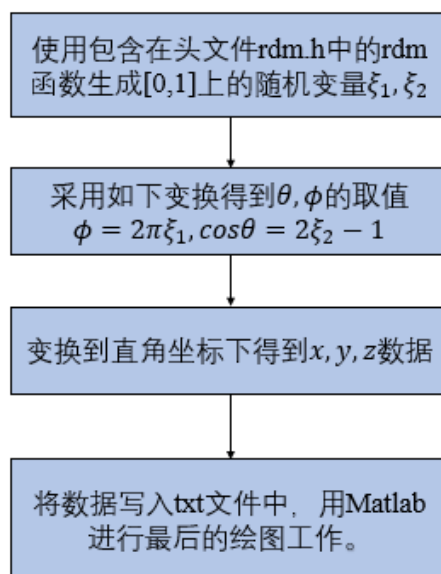 使用包含在头文件rdm.h中的rdm
函数生成[0,1]上的随机变量ξ₁, ξ₂
采用如下变换得到θ, ϕ的取值
ϕ = 2πξ₁, cosθ = 2ξ₂ − 1
变换到直角坐标下得到x, y, z数据
将数据写入txt文件中，用Matlab
进行最后的绘图工作。